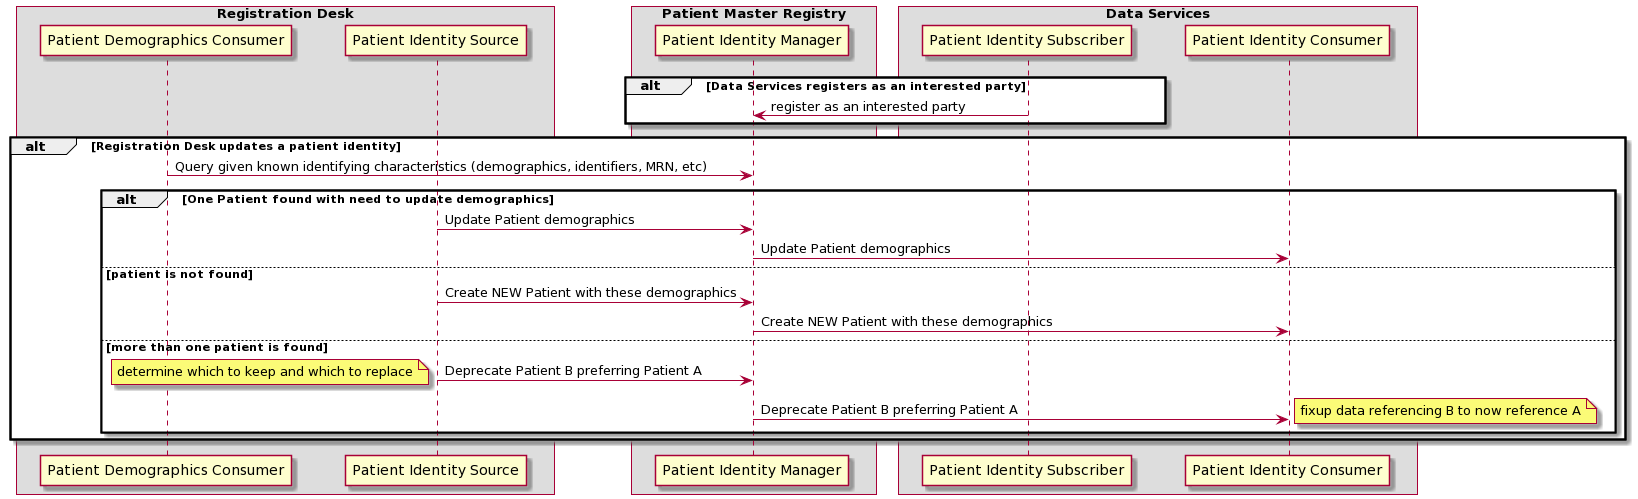 Registration Desk
Patient Master Registry
Data Services
Patient Demographics Consumer
Patient Identity Source
Patient Identity Manager
Patient Identity Subscriber
Patient Identity Consumer
alt [Data Services registers as an interested party]
register as an interested party
alt [Registration Desk updates a patient identity]
Query given known identifying characteristics (demographics, identifiers, MRN, etc)
alt [One Patient found with need to update demographics]
Update Patient demographics
Update Patient demographics
[patient is not found]
Create NEW Patient with these demographics
Create NEW Patient with these demographics
[more than one patient is found]
determine which to keep and which to replace
Deprecate Patient B preferring Patient A
Deprecate Patient B preferring Patient A
fixup data referencing B to now reference A
Patient Demographics Consumer
Patient Identity Source
Patient Identity Manager
Patient Identity Subscriber
Patient Identity Consumer